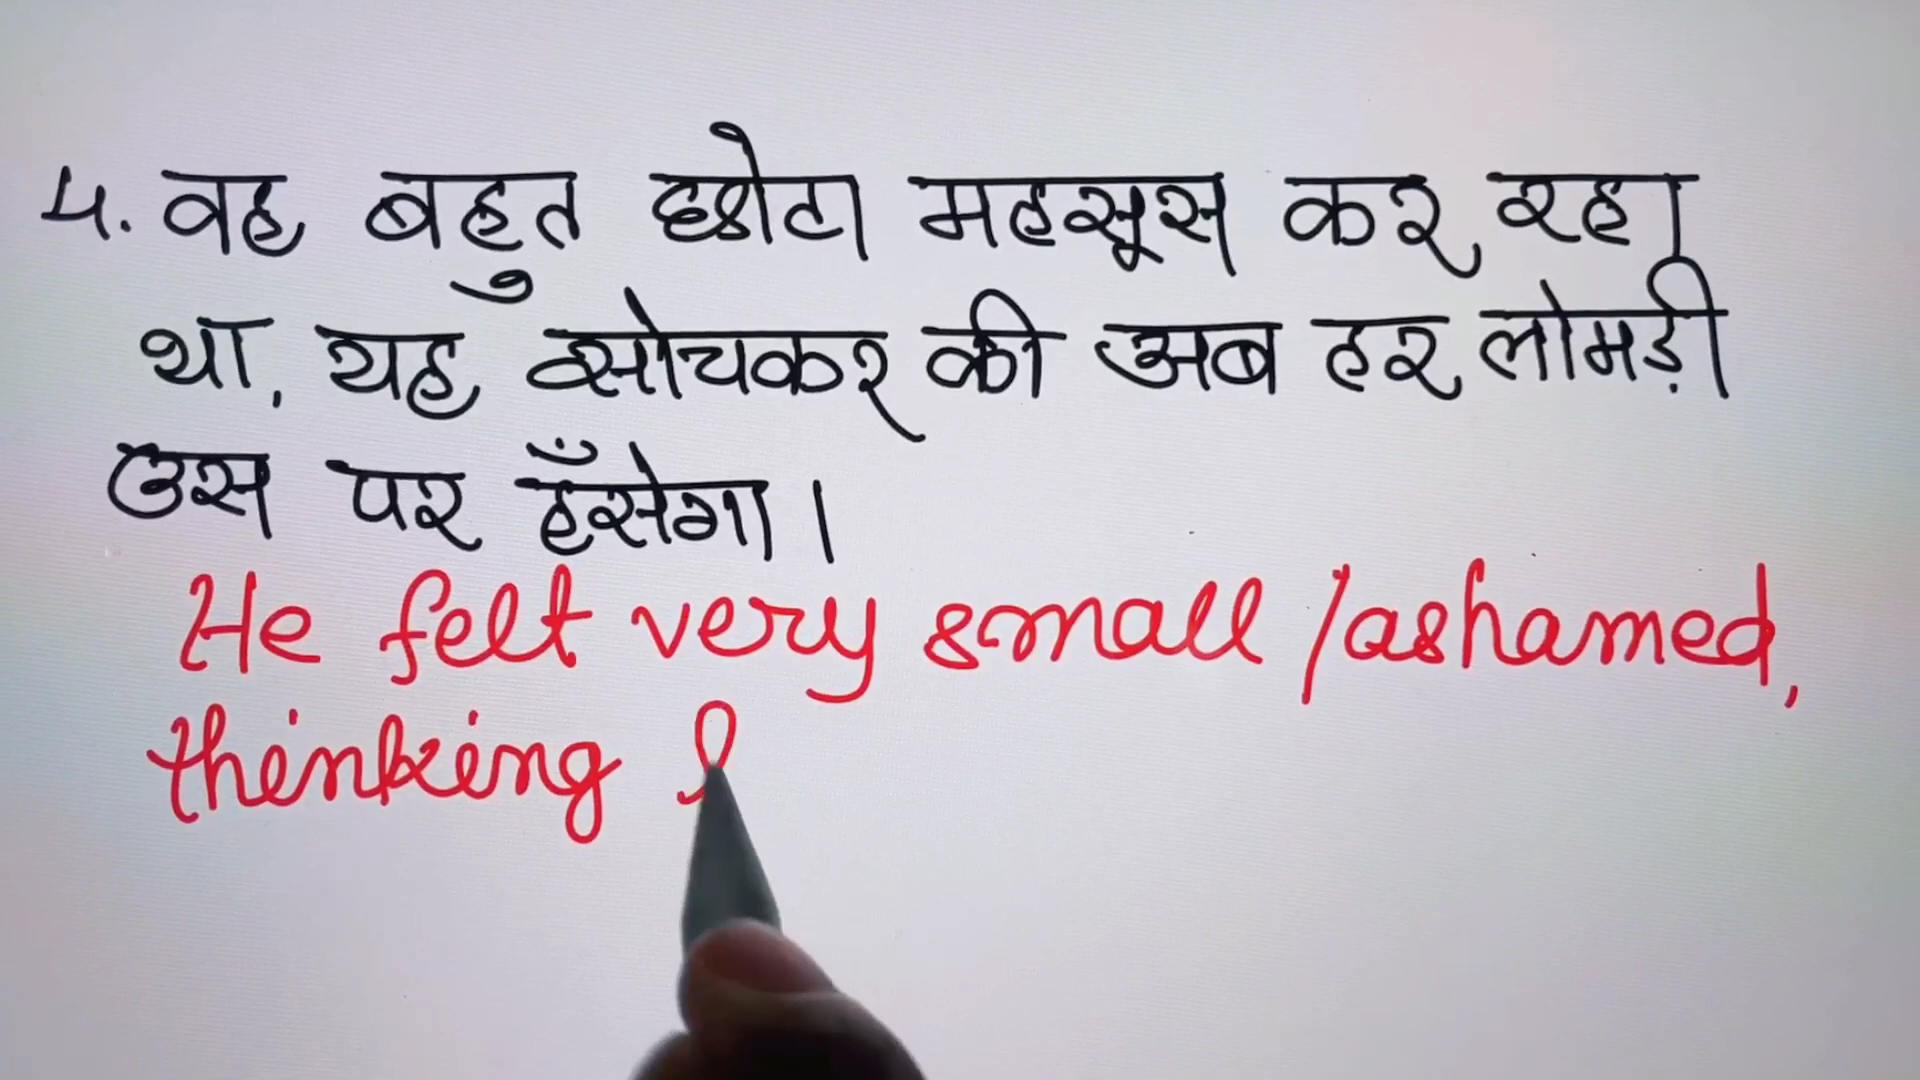 4. वह बहुत छोटा महसूस कर रहा
था, यह सोचकर की अब हर लोमड़ी
उस पर हँसेगा।
He felt very small /ashamed,
thinking